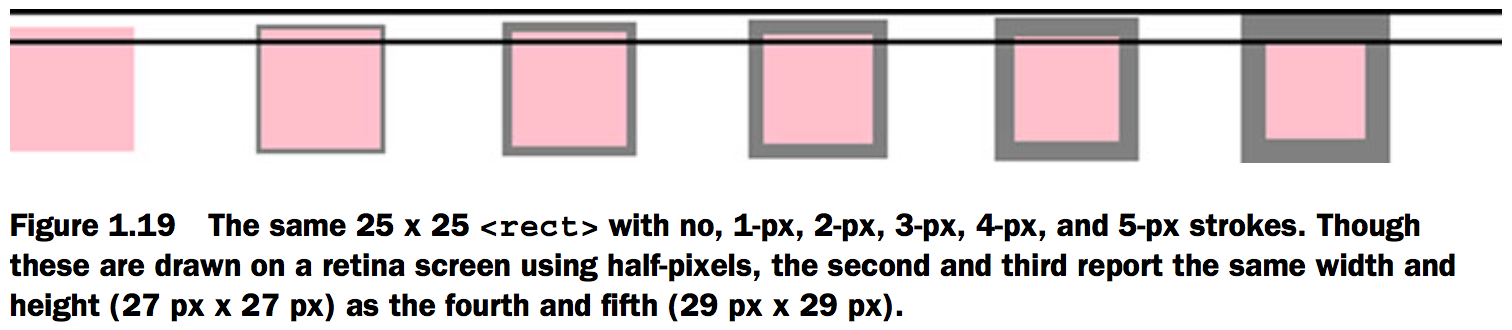 Figure 1.19 The same 25 x 25 <rect> with no, 1-px, 2-px, 3-px, 4-px, and 5-px strokes. Though
these are drawn on a retina screen using half-pixels, the second and third report the same width and
height (27 px x 27 px) as the fourth and fifth (29 px x 29 px).